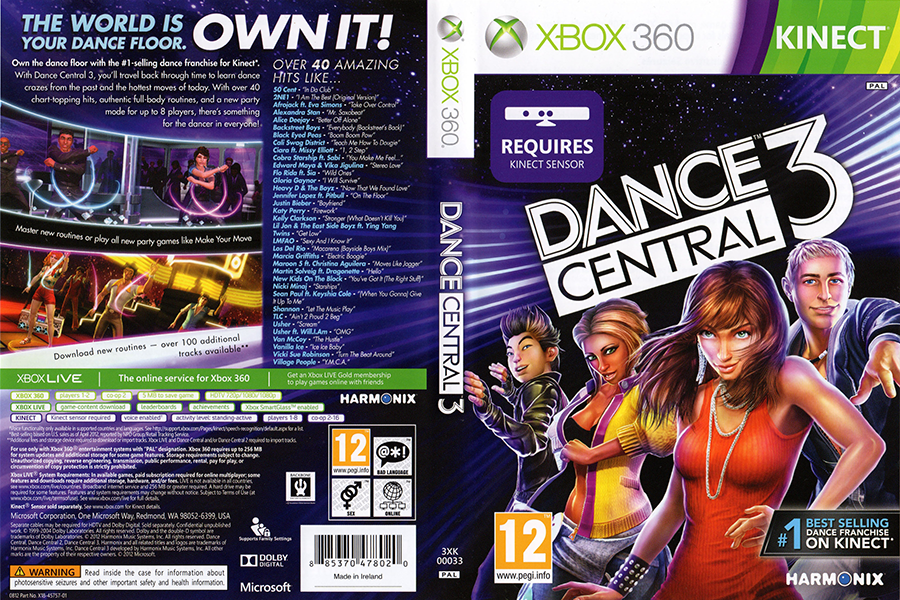 THE WORLD IS
YOUR DANCE FLOOR. OWN IT!
Own the dance floor with the #1-selling dance franchise for Kinect*.
With Dance Central 3, you'll travel back through time to learn dance
crazes from the past and the hottest moves of today. With over 40
chart-topping hits, authentic full-body routines, and a new party
mode for up to 8 players, there's something
for the dancer in everyone!
Master new routines or play all new party games like Make Your Move
Download new routines — over 100 additional
tracks available**
OVER 40 AMAZING
HITS LIKE...
50 Cent • "In Da Club"
2NE1 • "I Am The Best (Original Version)"
Afrojack ft. Eva Simons • "Take Over Control"
Alexandra Stan • "Mr. Saxobeat"
Alice Deejay • "Better Off Alone"
Backstreet Boys • "Everybody (Backstreet's Back)"
Black Eyed Peas • "Boom Boom Pow"
Cali Swag District • "Teach Me How To Dougie"
Ciara ft. Missy Elliott • "1, 2 Step"
Cobra Starship ft. Sabi • "You Make Me Feel..."
Edward Maya & Vika Jigulina • "Stereo Love"
Flo Rida ft. Sia • "Wild Ones"
Gloria Gaynor • "I Will Survive"
Heavy D & The Boyz • "Now That We Found Love"
Jennifer Lopez ft. Pitbull • "On The Floor"
Justin Bieber • "Boyfriend"
Katy Perry • "Firework"
Kelly Clarkson • "Stronger (What Doesn't Kill You)"
Lil Jon & The East Side Boyz ft. Ying Yang
Twins • "Get Low"
LMFAO • "Sexy And I Know It"
Los Del Rio • "Macarena (Bayside Boys Mix)"
Marcia Griffiths • "Electric Boogie"
Maroon 5 ft. Christina Aguilera • "Moves Like Jagger"
Martin Solveig ft. Dragonette • "Hello"
New Kids On The Block • "You've Got It (The Right Stuff)"
Nicki Minaj • "Starships"
Sean Paul ft. Keyshia Cole • "(When You Gonna) Give
It Up To Me"
Shannon • "Let The Music Play"
TLC • "Ain't 2 Proud 2 Beg"
Usher • "Scream"
Usher ft. Will.I.Am • "OMG"
Van McCoy • "The Hustle"
Vanilla Ice • "Ice Ice Baby"
Vicki Sue Robinson • "Turn The Beat Around"
Village People • "Y.M.C.A."
XBOX LIVE
The online service for Xbox 360
Get an Xbox LIVE Gold membership
to play games online with friends
XBOX 360 players 1-2 co-op 2 5 MB to save game HDTV 720p/1080i/1080p
XBOX LIVE game-content download leaderboards achievements Xbox SmartGlass™ enabled
KINECT Kinect sensor required voice enabled† activity level: standing-active players 1-8 co-op 2-16
HARMONIX
Microsoft Corporation, One Microsoft Way, Redmond, WA 98052-6399, USA
WARNING Read inside the case for information about
photosensitive seizures and other important safety and health information.
0812 Part No. X18-45757-01
BACKBONE
Supports Family Settings
DOLBY
DIGITAL
Microsoft
12
www.pegi.info
BAD LANGUAGE
SEX
ONLINE
8 85370 47802 0
Made in Ireland
XBOX 360.
DANCE CENTRAL 3
3XK
00033
PAL
XBOX 360
KINECT
PAL
REQUIRES
KINECT SENSOR
DANCE 3™
CENTRAL
12
www.pegi.info
#1 BEST SELLING
DANCE FRANCHISE
ON KINECT*
HARMONIX